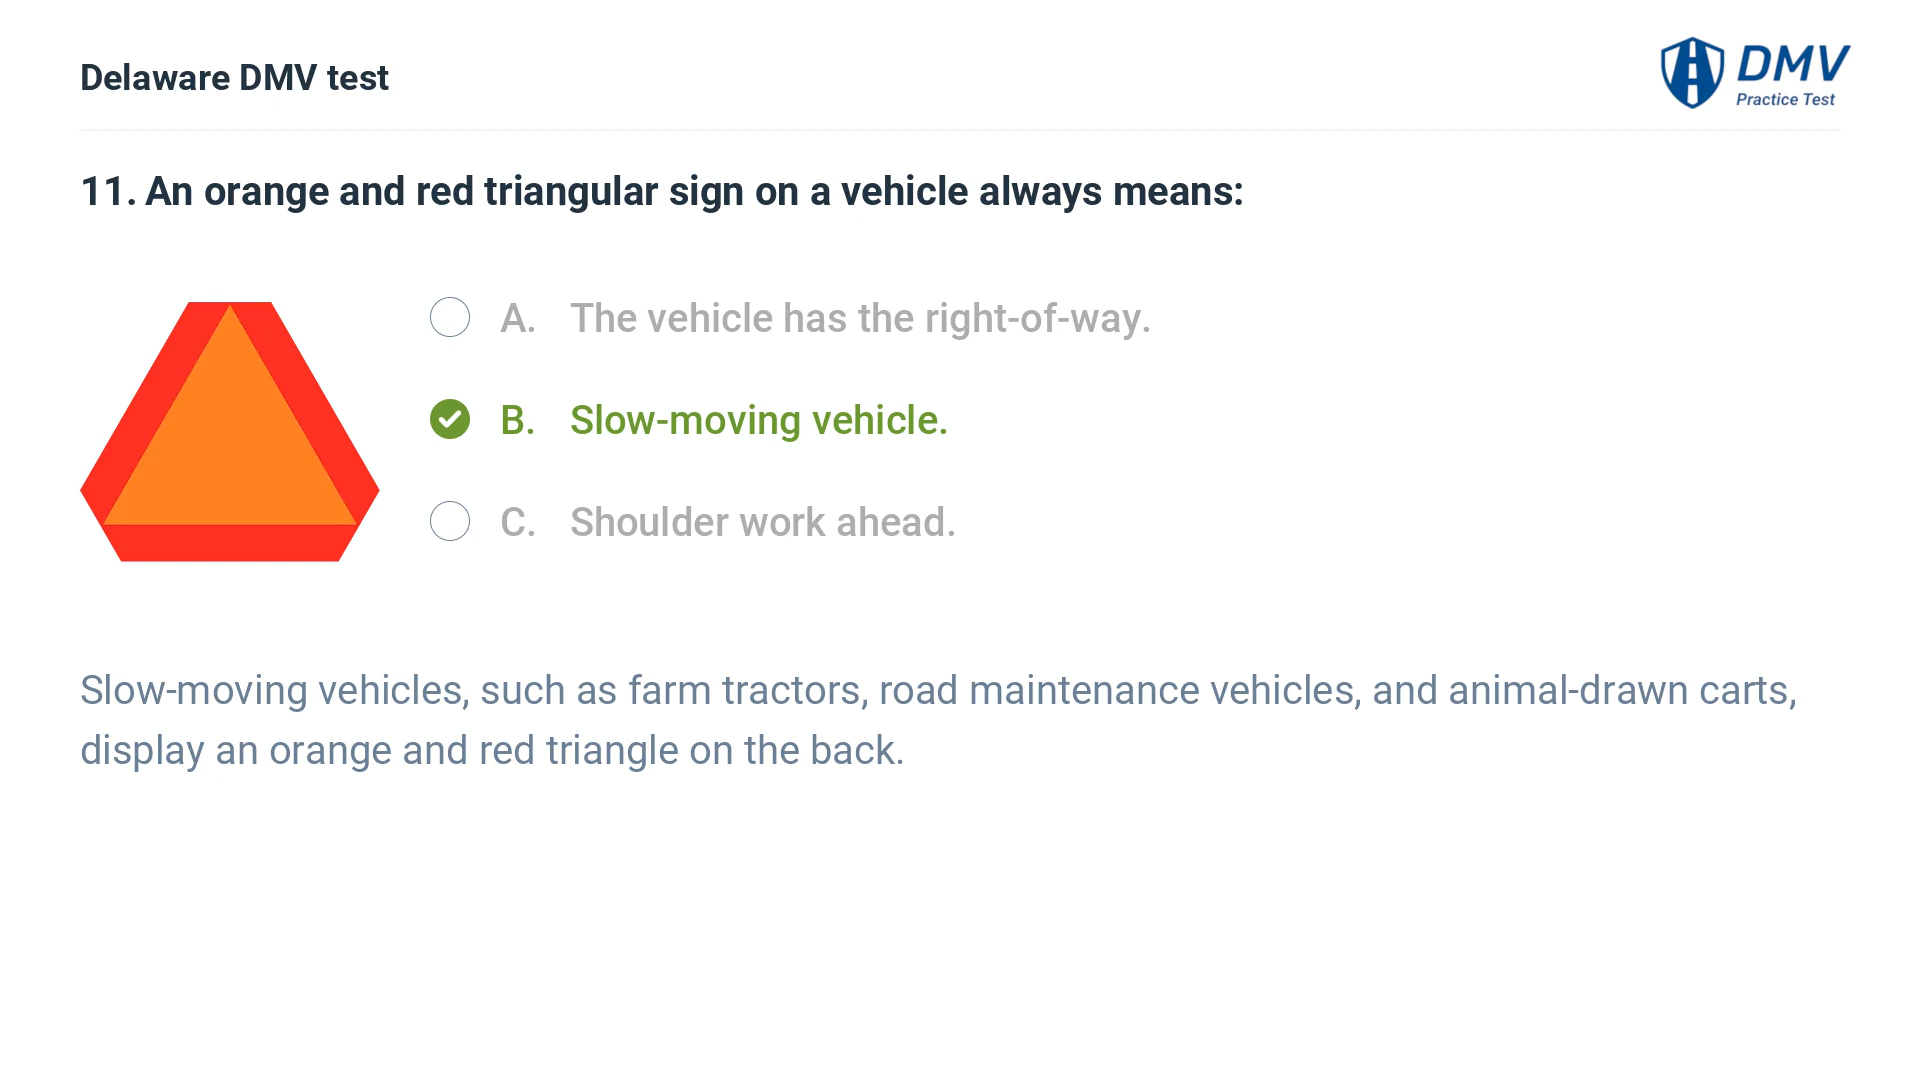 Delaware DMV test
DMV
Practice Test
11. An orange and red triangular sign on a vehicle always means:
A. The vehicle has the right-of-way.
B. Slow-moving vehicle.
C. Shoulder work ahead.
Slow-moving vehicles, such as farm tractors, road maintenance vehicles, and animal-drawn carts,
display an orange and red triangle on the back.